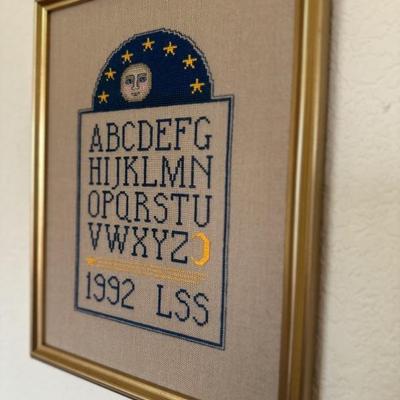 ABCDEFG
HIJKLMN
OPQRSTU
VWXYZ
1992 LSS